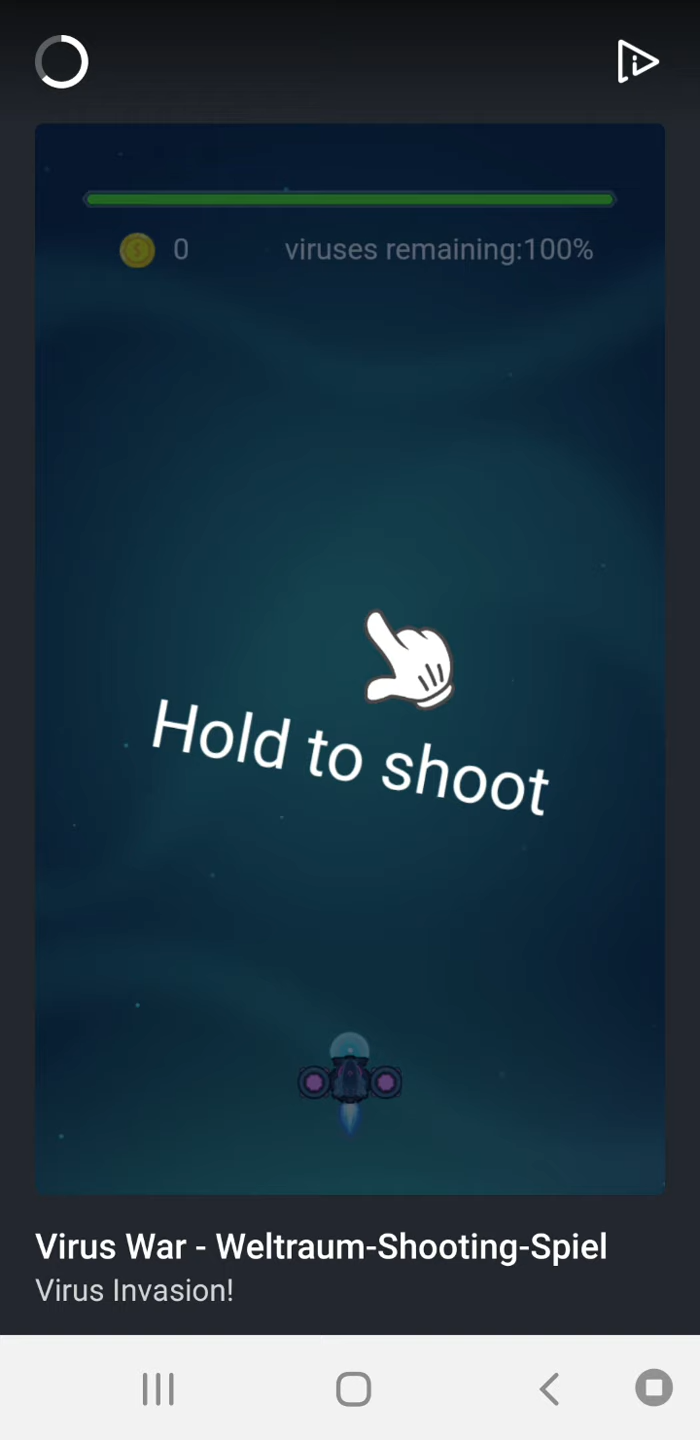 0 viruses remaining:100%
Hold to shoot
Virus War - Weltraum-Shooting-Spiel
Virus Invasion!